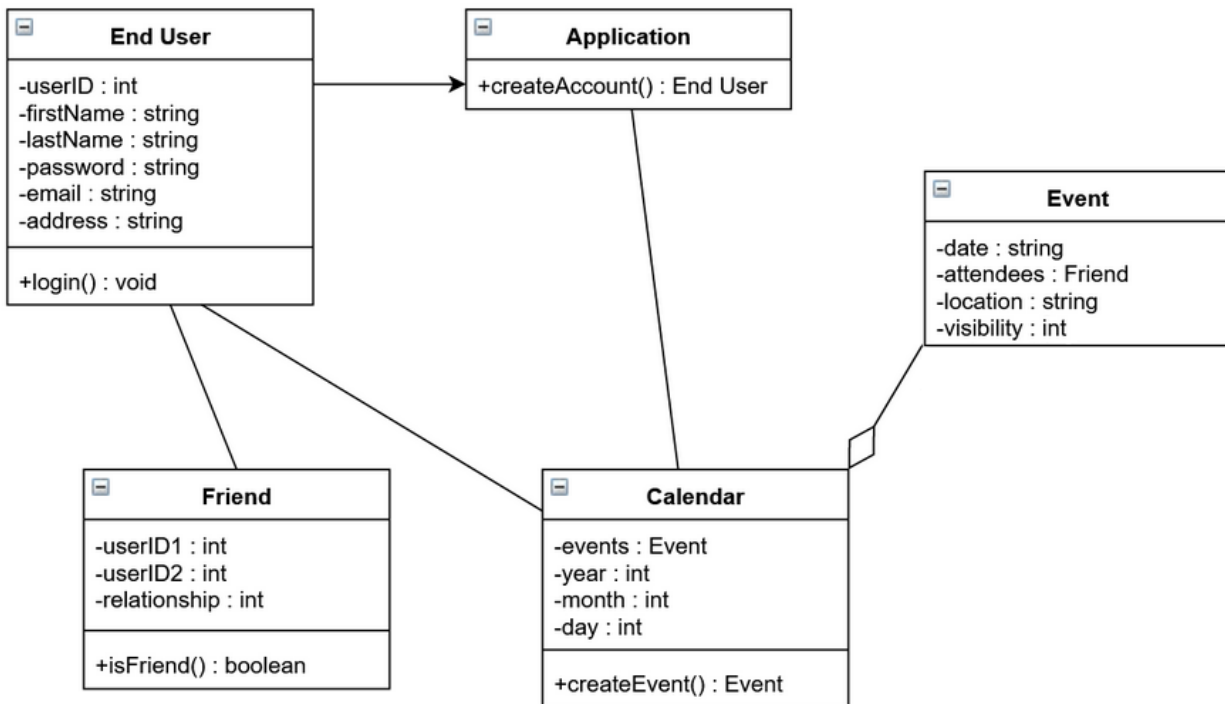 End User
-userID : int
-firstName : string
-lastName : string
-password : string
-email : string
-address : string
+login() : void
Application
+createAccount() : End User
Event
-date : string
-attendees : Friend
-location : string
-visibility : int
Friend
-userID1 : int
-userID2 : int
-relationship : int
+isFriend() : boolean
Calendar
-events : Event
-year : int
-month : int
-day : int
+createEvent() : Event